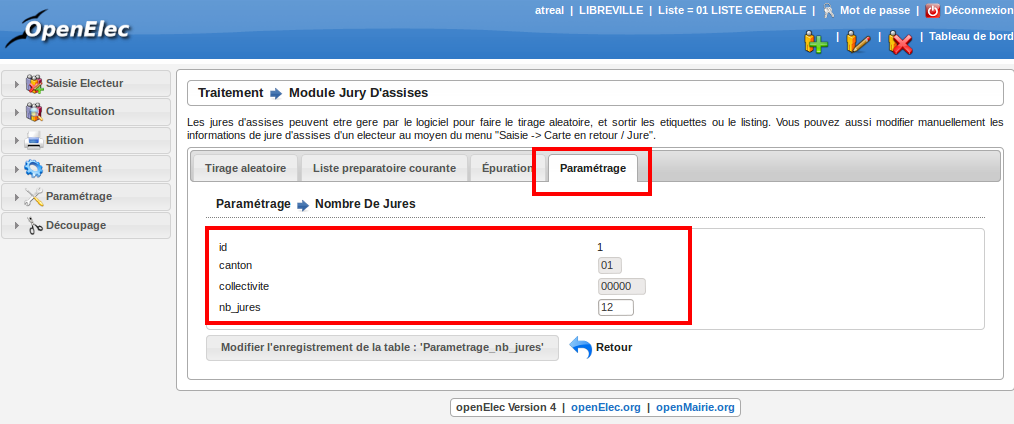 OpenElec
atreal | LIBREVILLE | Liste = 01 LISTE GENERALE | Mot de passe | Déconnexion
| | | Tableau de bord
Saisie Electeur
Consultation
Édition
Traitement
Paramétrage
Découpage
Traitement Module Jury D'assises
Les jures d'assises peuvent etre gere par le logiciel pour faire le tirage aleatoire, et sortir les etiquettes ou le listing. Vous pouvez aussi modifier manuellement les
informations de jure d'assises d'un electeur au moyen du menu "Saisie -> Carte en retour / Jure".
Tirage aleatoire Liste preparatoire courante Épuration Paramétrage
Paramétrage Nombre De Jures
id 1
canton 01
collectivite 00000
nb_jures 12
Modifier l'enregistrement de la table : 'Parametrage_nb_jures' Retour
openElec Version 4 | openElec.org | openMairie.org